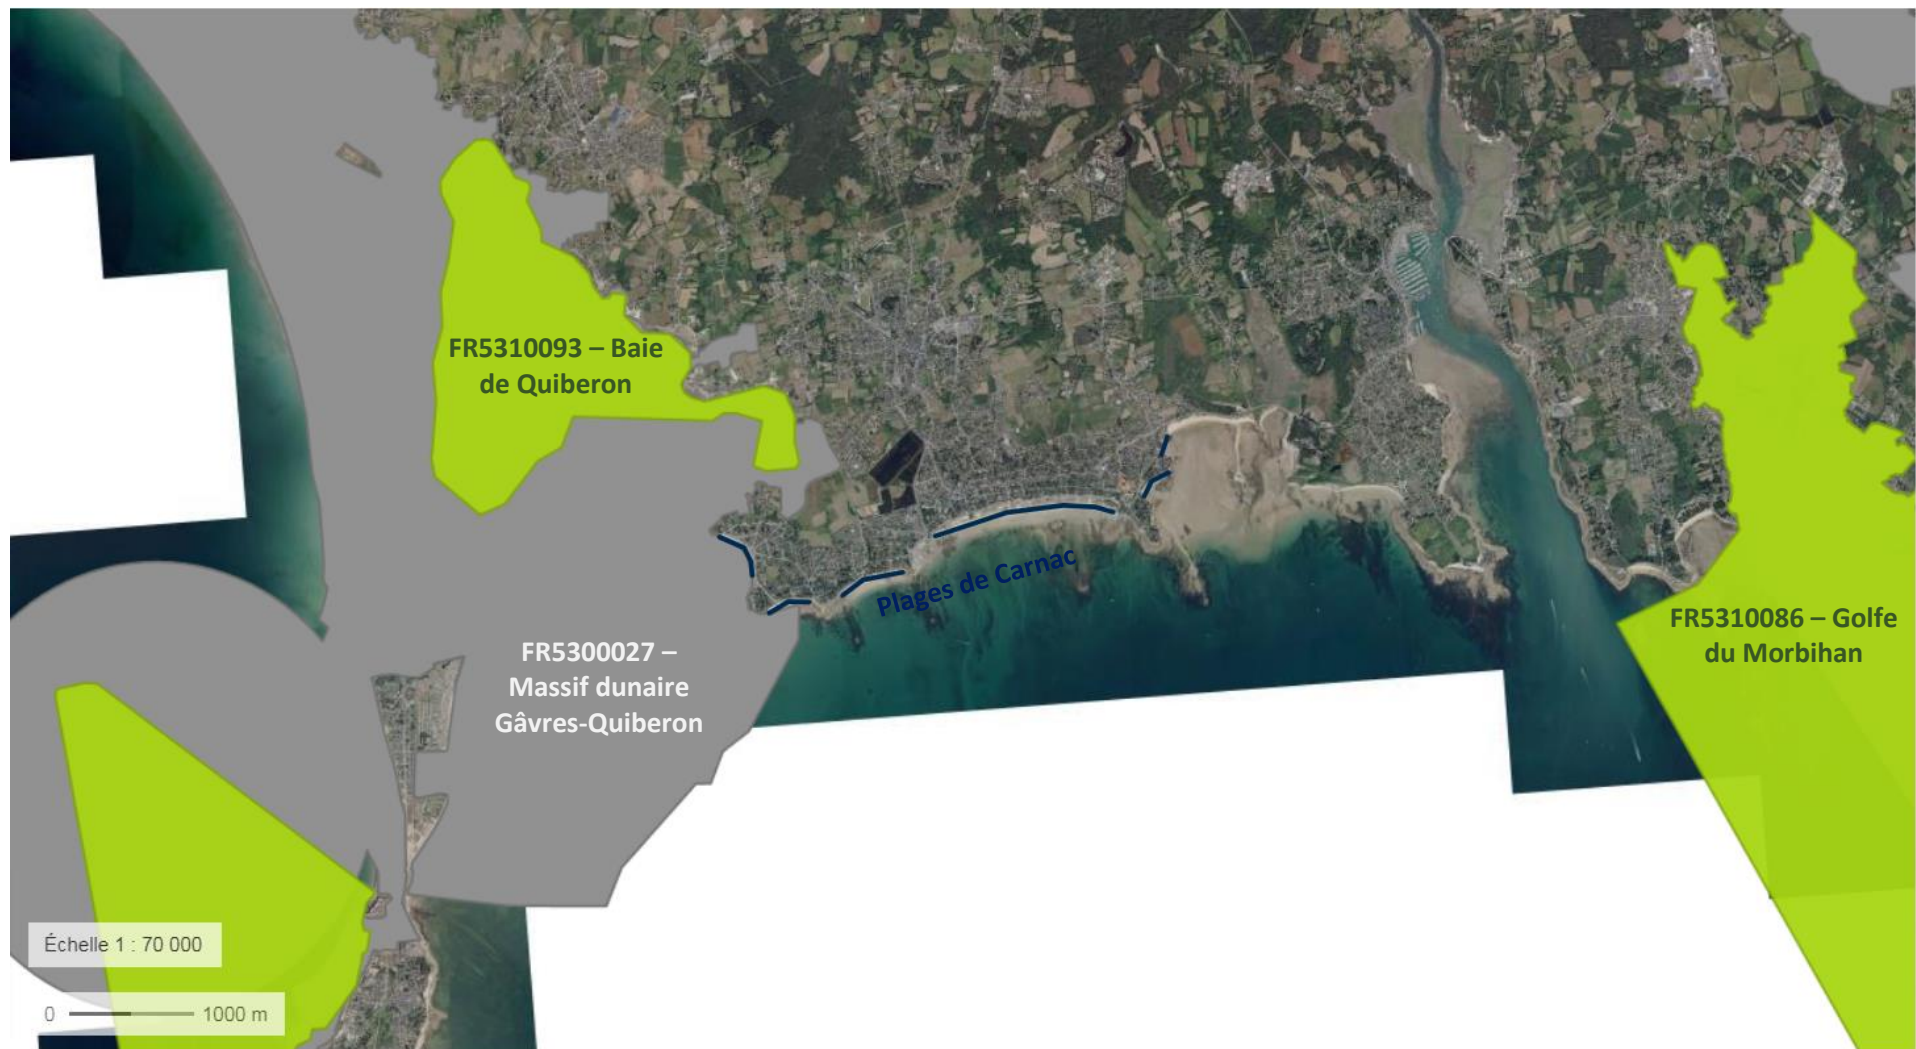 FR5310093 – Baie
de Quiberon
Plages de Carnac
FR5310086 – Golfe
du Morbihan
FR5300027 –
Massif dunaire
Gâvres-Quiberon
Échelle 1 : 70 000
0 1000 m